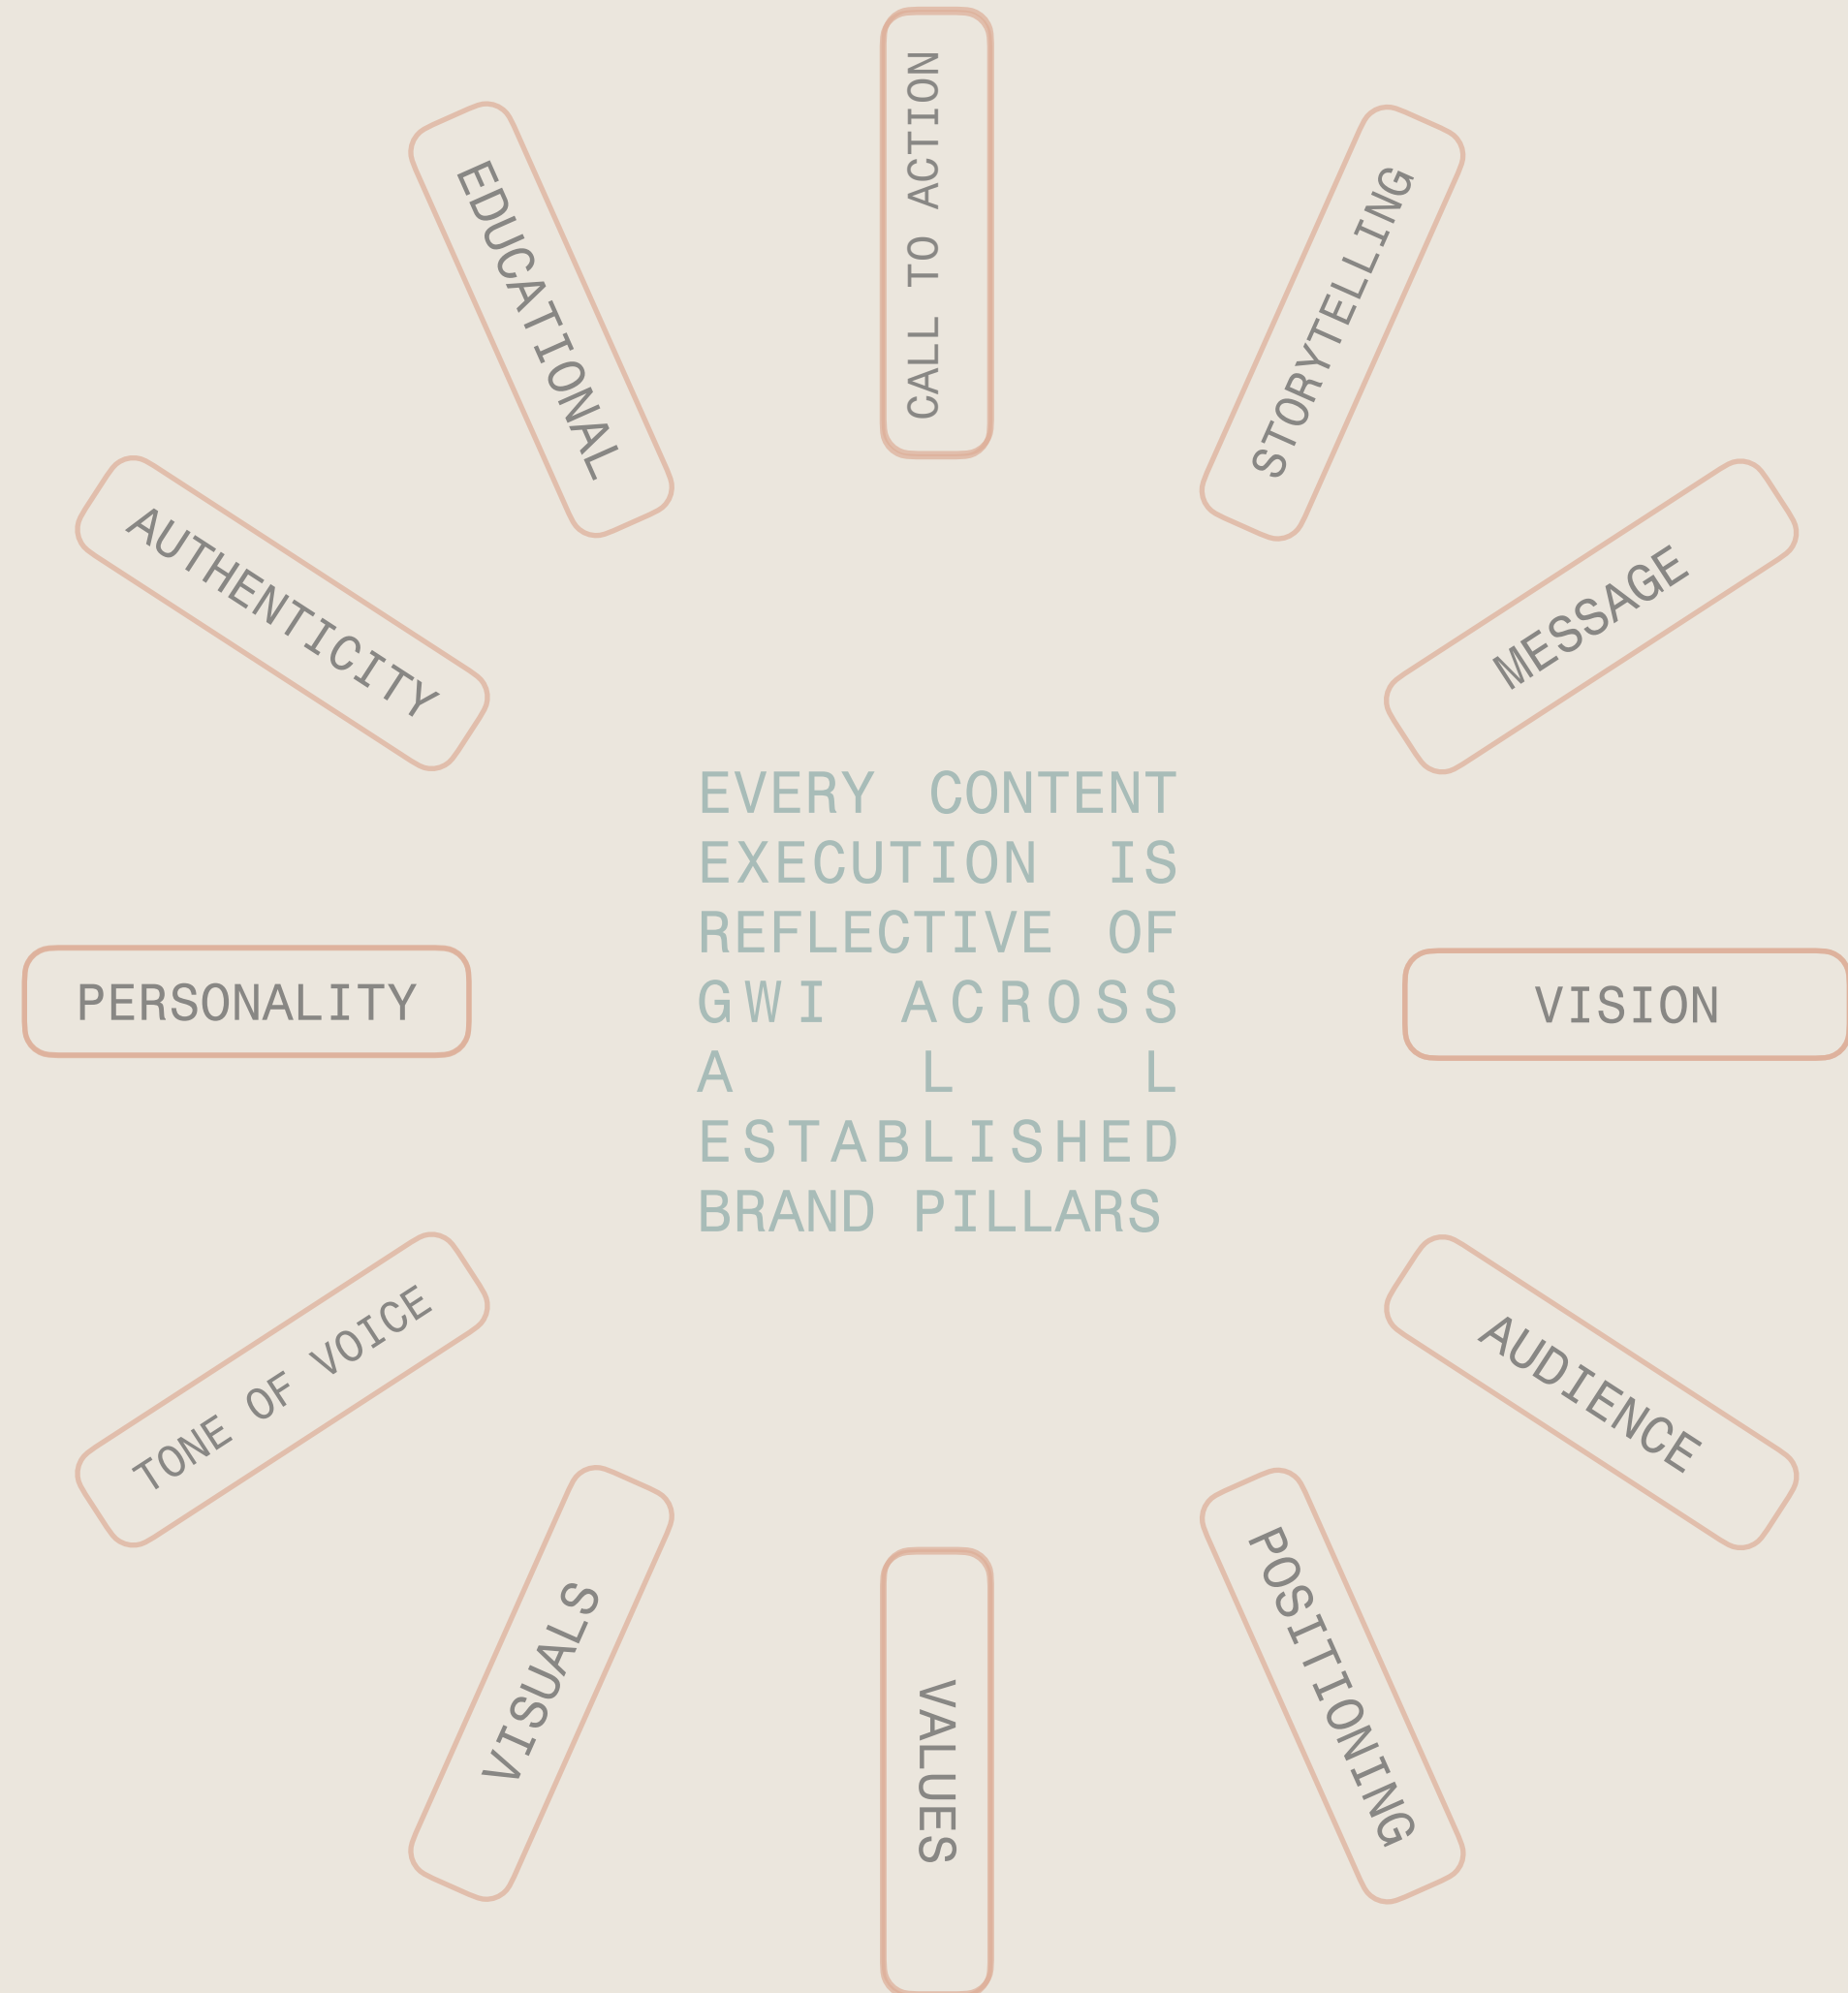 CALL TO ACTION
STORYTELLING
MESSAGE
VISION
AUDIENCE
POSITIONING
VALUES
VISUALS
TONE OF VOICE
PERSONALITY
AUTHENTICITY
EDUCATIONAL
EVERY CONTENT
EXECUTION IS
REFLECTIVE OF
GWI ACROSS
ALL
ESTABLISHED
BRAND PILLARS